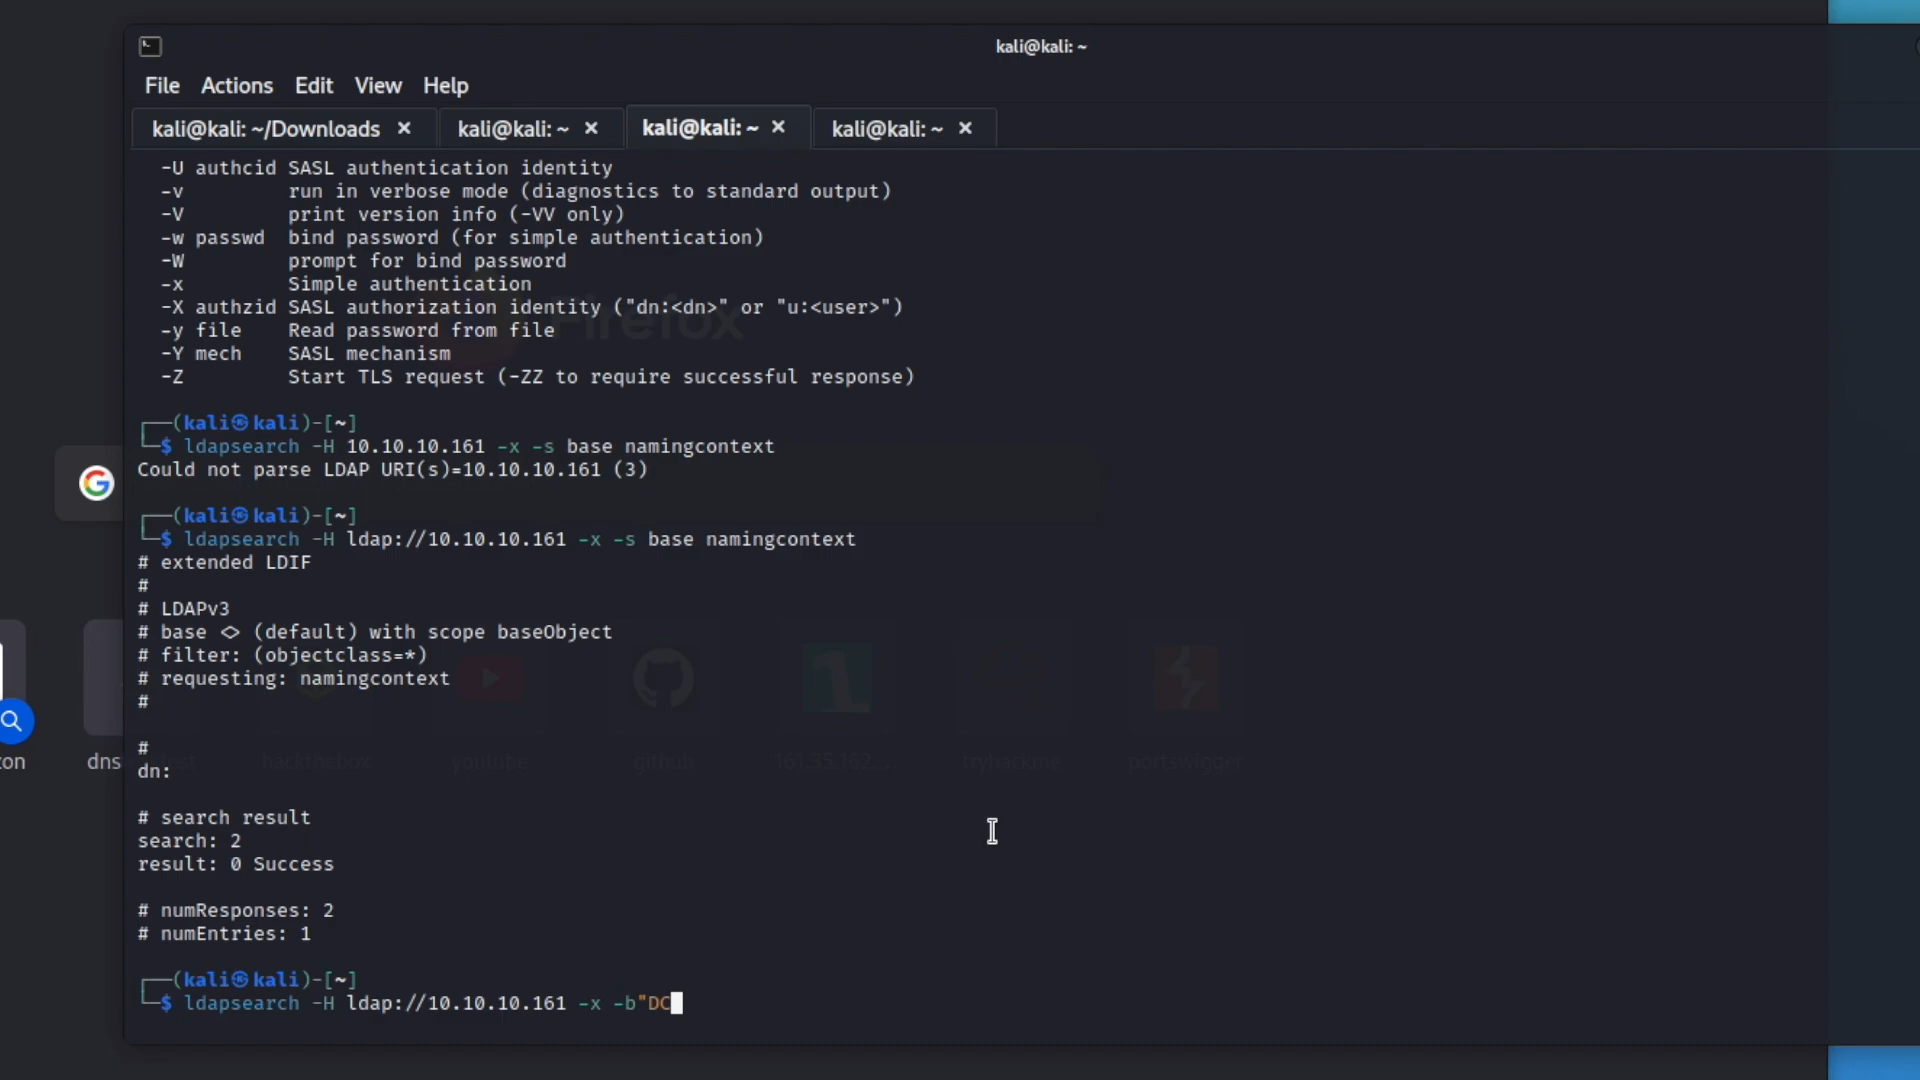 kali@kali: ~
File Actions Edit View Help
kali@kali: ~/Downloads × kali@kali: ~ × kali@kali: ~ × kali@kali: ~ ×
-U authcid SASL authentication identity
-v run in verbose mode (diagnostics to standard output)
-V print version info (-VV only)
-w passwd bind password (for simple authentication)
-W prompt for bind password
-x Simple authentication
-X authzid SASL authorization identity ("dn:<dn>" or "u:<user>")
-y file Read password from file
-Y mech SASL mechanism
-Z Start TLS request (-ZZ to require successful response)
Firefox
┌──(kali㉿kali)-[~]
└─$ ldapsearch -H 10.10.10.161 -x -s base namingcontext
Could not parse LDAP URI(s)=10.10.10.161 (3)
┌──(kali㉿kali)-[~]
└─$ ldapsearch -H ldap://10.10.10.161 -x -s base namingcontext
# extended LDIF
#
# LDAPv3
# base <> (default) with scope baseObject
# filter: (objectclass=*)
# requesting: namingcontext
#
#
dn:
con dns hackthebox youtube github tryhackme portswigger
# search result
search: 2
result: 0 Success
# numResponses: 2
# numEntries: 1
┌──(kali㉿kali)-[~]
└─$ ldapsearch -H ldap://10.10.10.161 -x -b"DC